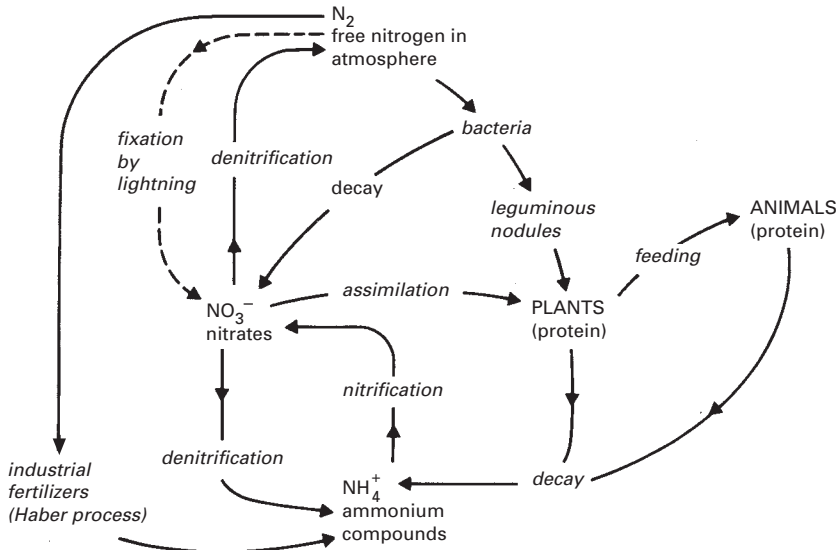 N₂
free nitrogen in
atmosphere
bacteria
fixation
by
lightning
denitrification
decay
leguminous
nodules
ANIMALS
(protein)
feeding
assimilation
NO₃⁻
nitrates
PLANTS
(protein)
nitrification
denitrification
industrial
fertilizers
(Haber process)
NH₄⁺
ammonium
compounds
decay